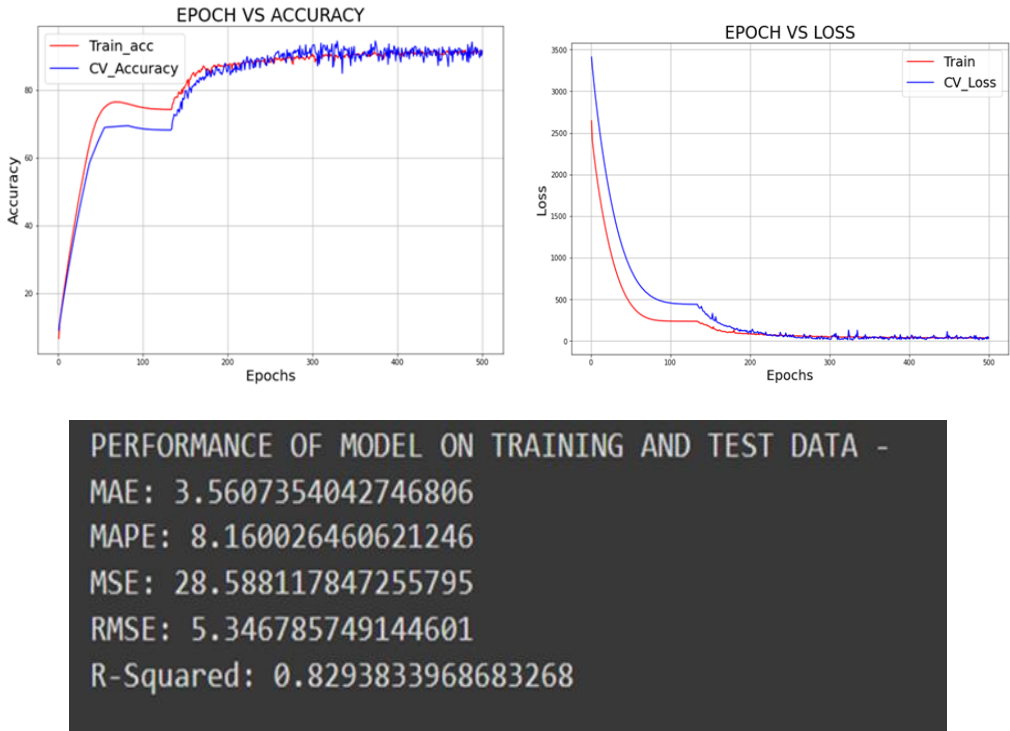 EPOCH VS ACCURACY
Train_acc
CV_Accuracy
80
60
40
20
Accuracy
0 100 200 300 400 500
Epochs
EPOCH VS LOSS
Train
CV_Loss
3500
3000
2500
2000
1500
1000
500
0
Loss
0 100 200 300 400 500
Epochs
PERFORMANCE OF MODEL ON TRAINING AND TEST DATA -
MAE: 3.5607354042746806
MAPE: 8.160026460621246
MSE: 28.588117847255795
RMSE: 5.346785749144601
R-Squared: 0.8293833968683268